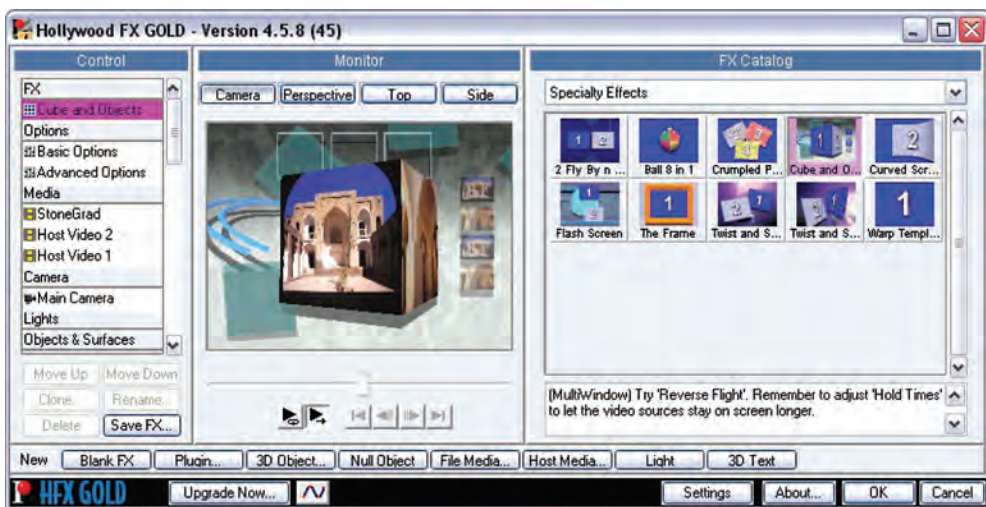 Hollywood FX GOLD - Version 4.5.8 (45)
Control
FX
Cube and Objects
Options
Basic Options
Advanced Options
Media
StoneGrad
Host Video 2
Host Video 1
Camera
Main Camera
Lights
Objects & Surfaces
Move Up Move Down
Clone Rename...
Delete Save FX...
Monitor
Camera Perspective Top Side
FX Catalog
Specialty Effects
1 2
2 Fly By n ... Ball 8 in 1 Crumpled P... Cube and O... Curved Scr...
Flash Screen The Frame Twist and S... Twist and S... Warp Templ...
(MultiWindow) Try 'Reverse Flight'. Remember to adjust 'Hold Times'
to let the video sources stay on screen longer.
New Blank FX Plugin... 3D Object... Null Object File Media... Host Media... Light 3D Text
HFX GOLD Upgrade Now... Settings About... OK Cancel